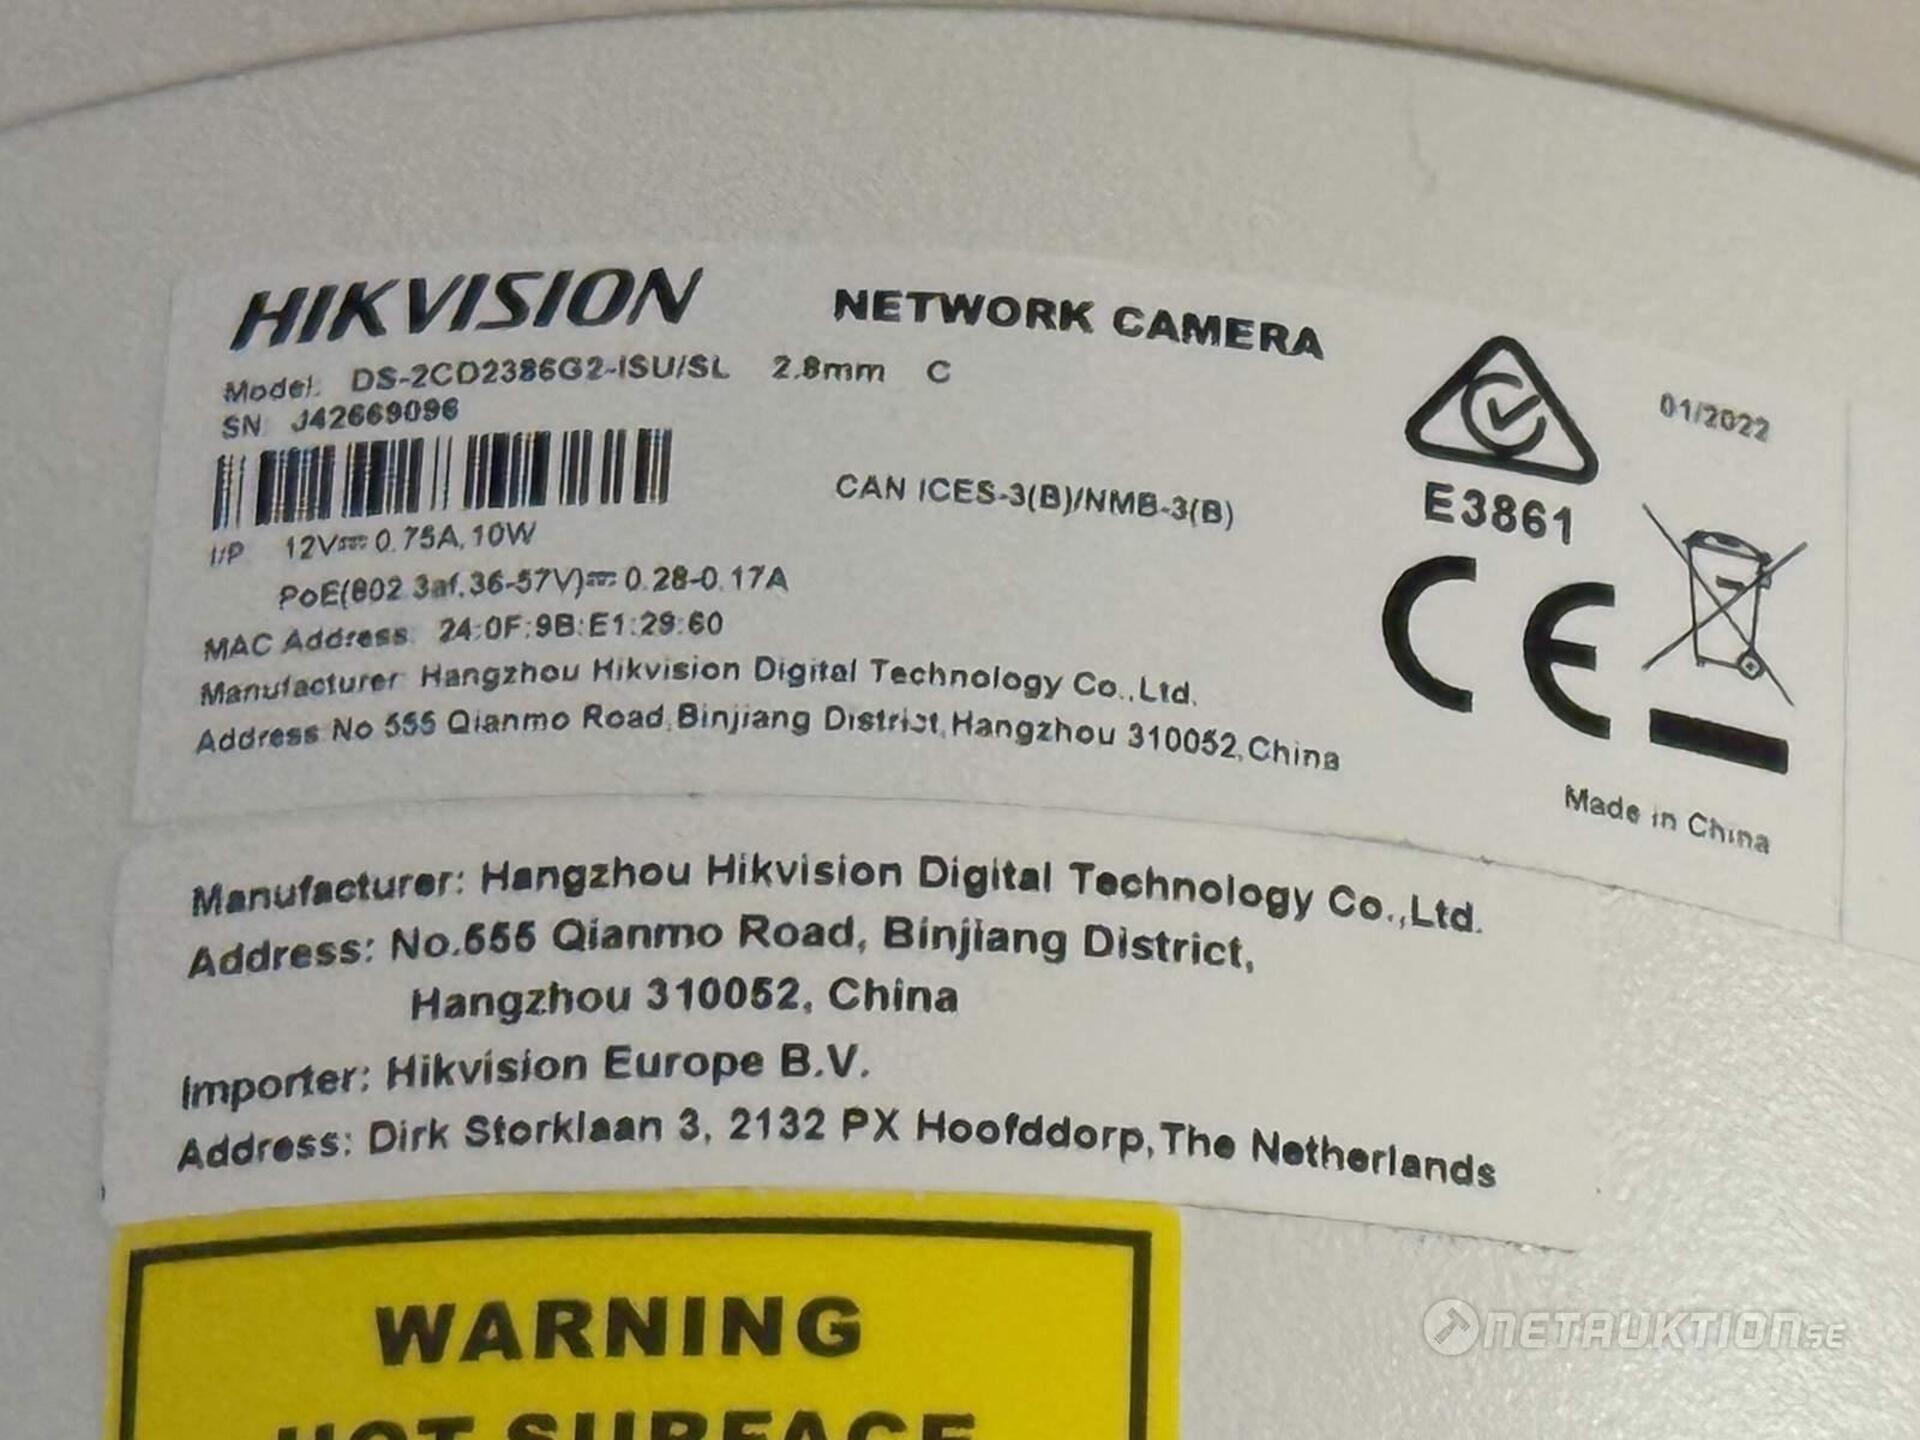 HIKVISION NETWORK CAMERA
Model: DS-2CD2386G2-ISU/SL 2.8mm C
01/2022
SN: J42669096
CAN ICES-3(B)/NMB-3(B)
E3861
I/P 12V⎓0.75A, 10W
PoE(802.3af, 36-57V)⎓0.28-0.17A
MAC Address: 24:0F:9B:E1:29:60
CE
Manufacturer: Hangzhou Hikvision Digital Technology Co.,Ltd.
Address: No 555 Qianmo Road, Binjiang District, Hangzhou 310052, China
Made in China
Manufacturer: Hangzhou Hikvision Digital Technology Co.,Ltd.
Address: No.555 Qianmo Road, Binjiang District,
Hangzhou 310052, China
Importer: Hikvision Europe B.V.
Address: Dirk Storklaan 3, 2132 PX Hoofddorp, The Netherlands
WARNING
HOT SURFACE
NETAUKTION.SE